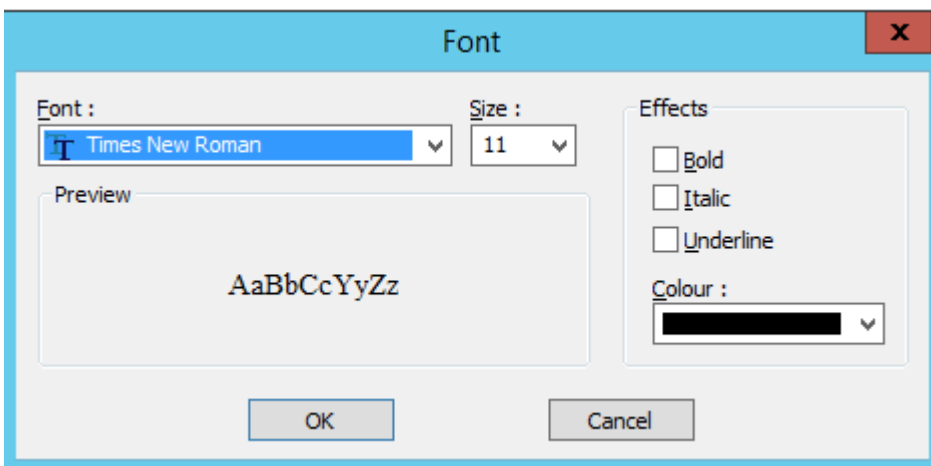 Font
x
Font :
Size :
Effects
Times New Roman
11
Bold
Preview
Italic
Underline
AaBbCcYyZz
Colour :
OK
Cancel